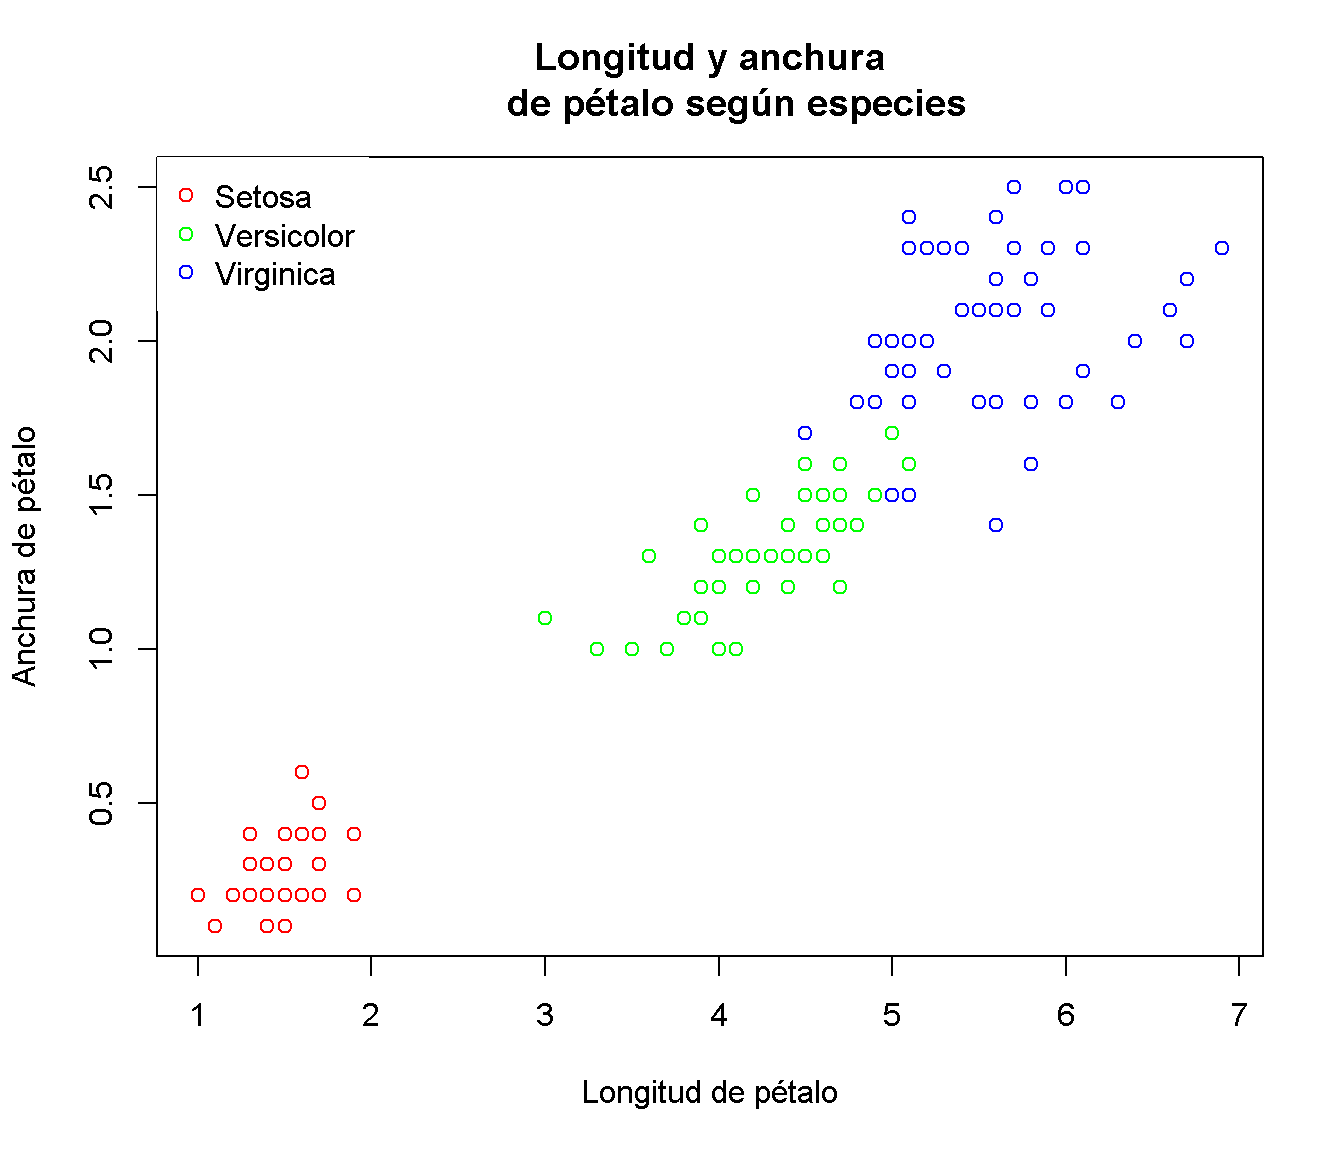 Longitud y anchura
de pétalo según especies
Setosa
Versicolor
Virginica
Anchura de pétalo
2.5
2.0
1.5
1.0
0.5
1 2 3 4 5 6 7
Longitud de pétalo